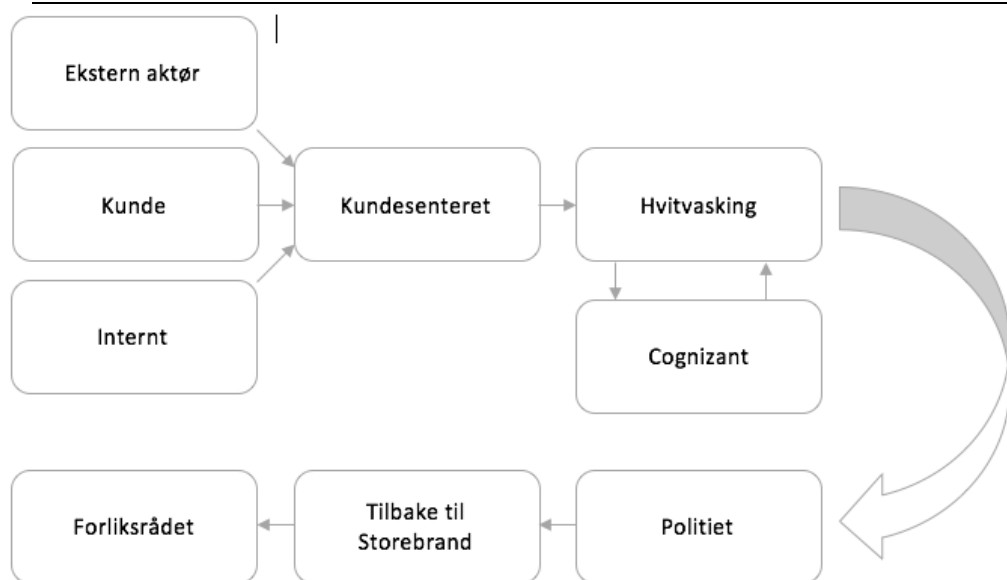 Ekstern aktør
Kunde
Kundesenteret
Hvitvasking
Internt
Cognizant
Forliksrådet
Tilbake til
Storebrand
Politiet